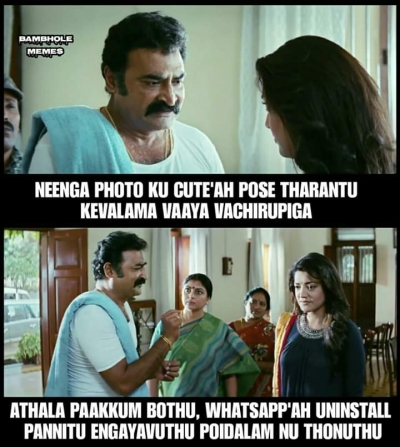 BAMBHOLE
MEMES
NEENGA PHOTO KU CUTE'AH POSE THARANTU
KEVALAMA VAAYA VACHIRUPIGA
ATHALA PAAKKUM BOTHU, WHATSAPP'AH UNINSTALL
PANNITU ENGAYAVUTHU POIDALAM NU THONUTHU